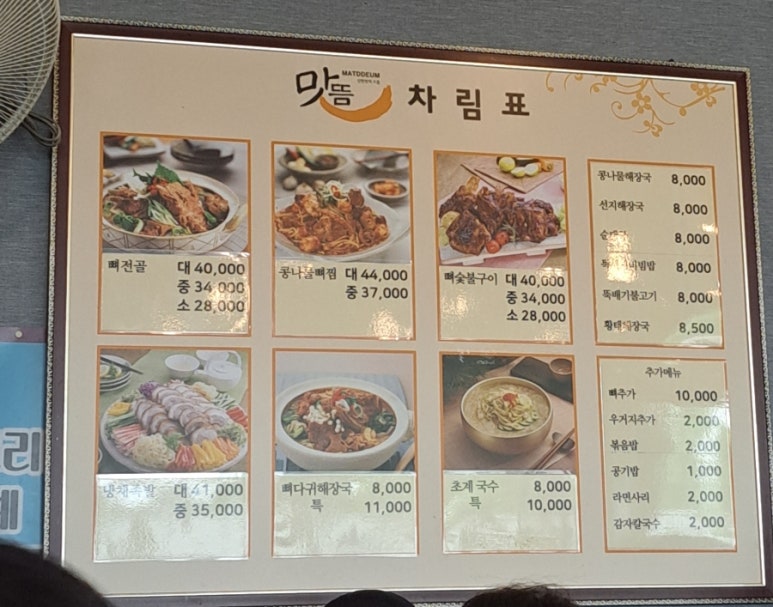 맛뜸
MATDDEUM
차림표
뼈전골 대 40,000
중 34,000
소 28,000
콩나물뼈찜 대 44,000
중 37,000
뼈숯불구이 대 40,000
중 34,000
소 28,000
콩나물해장국 8,000
선지해장국 8,000
8,000
8,000
뚝배기불고기 8,000
황태해장국 8,500
냉채족발 대 41,000
중 35,000
뼈다귀해장국 8,000
특 11,000
초계국수 8,000
특 10,000
추가메뉴
뼈추가 10,000
우거지추가 2,000
볶음밥 2,000
공기밥 1,000
라면사리 2,000
감자칼국수 2,000
리